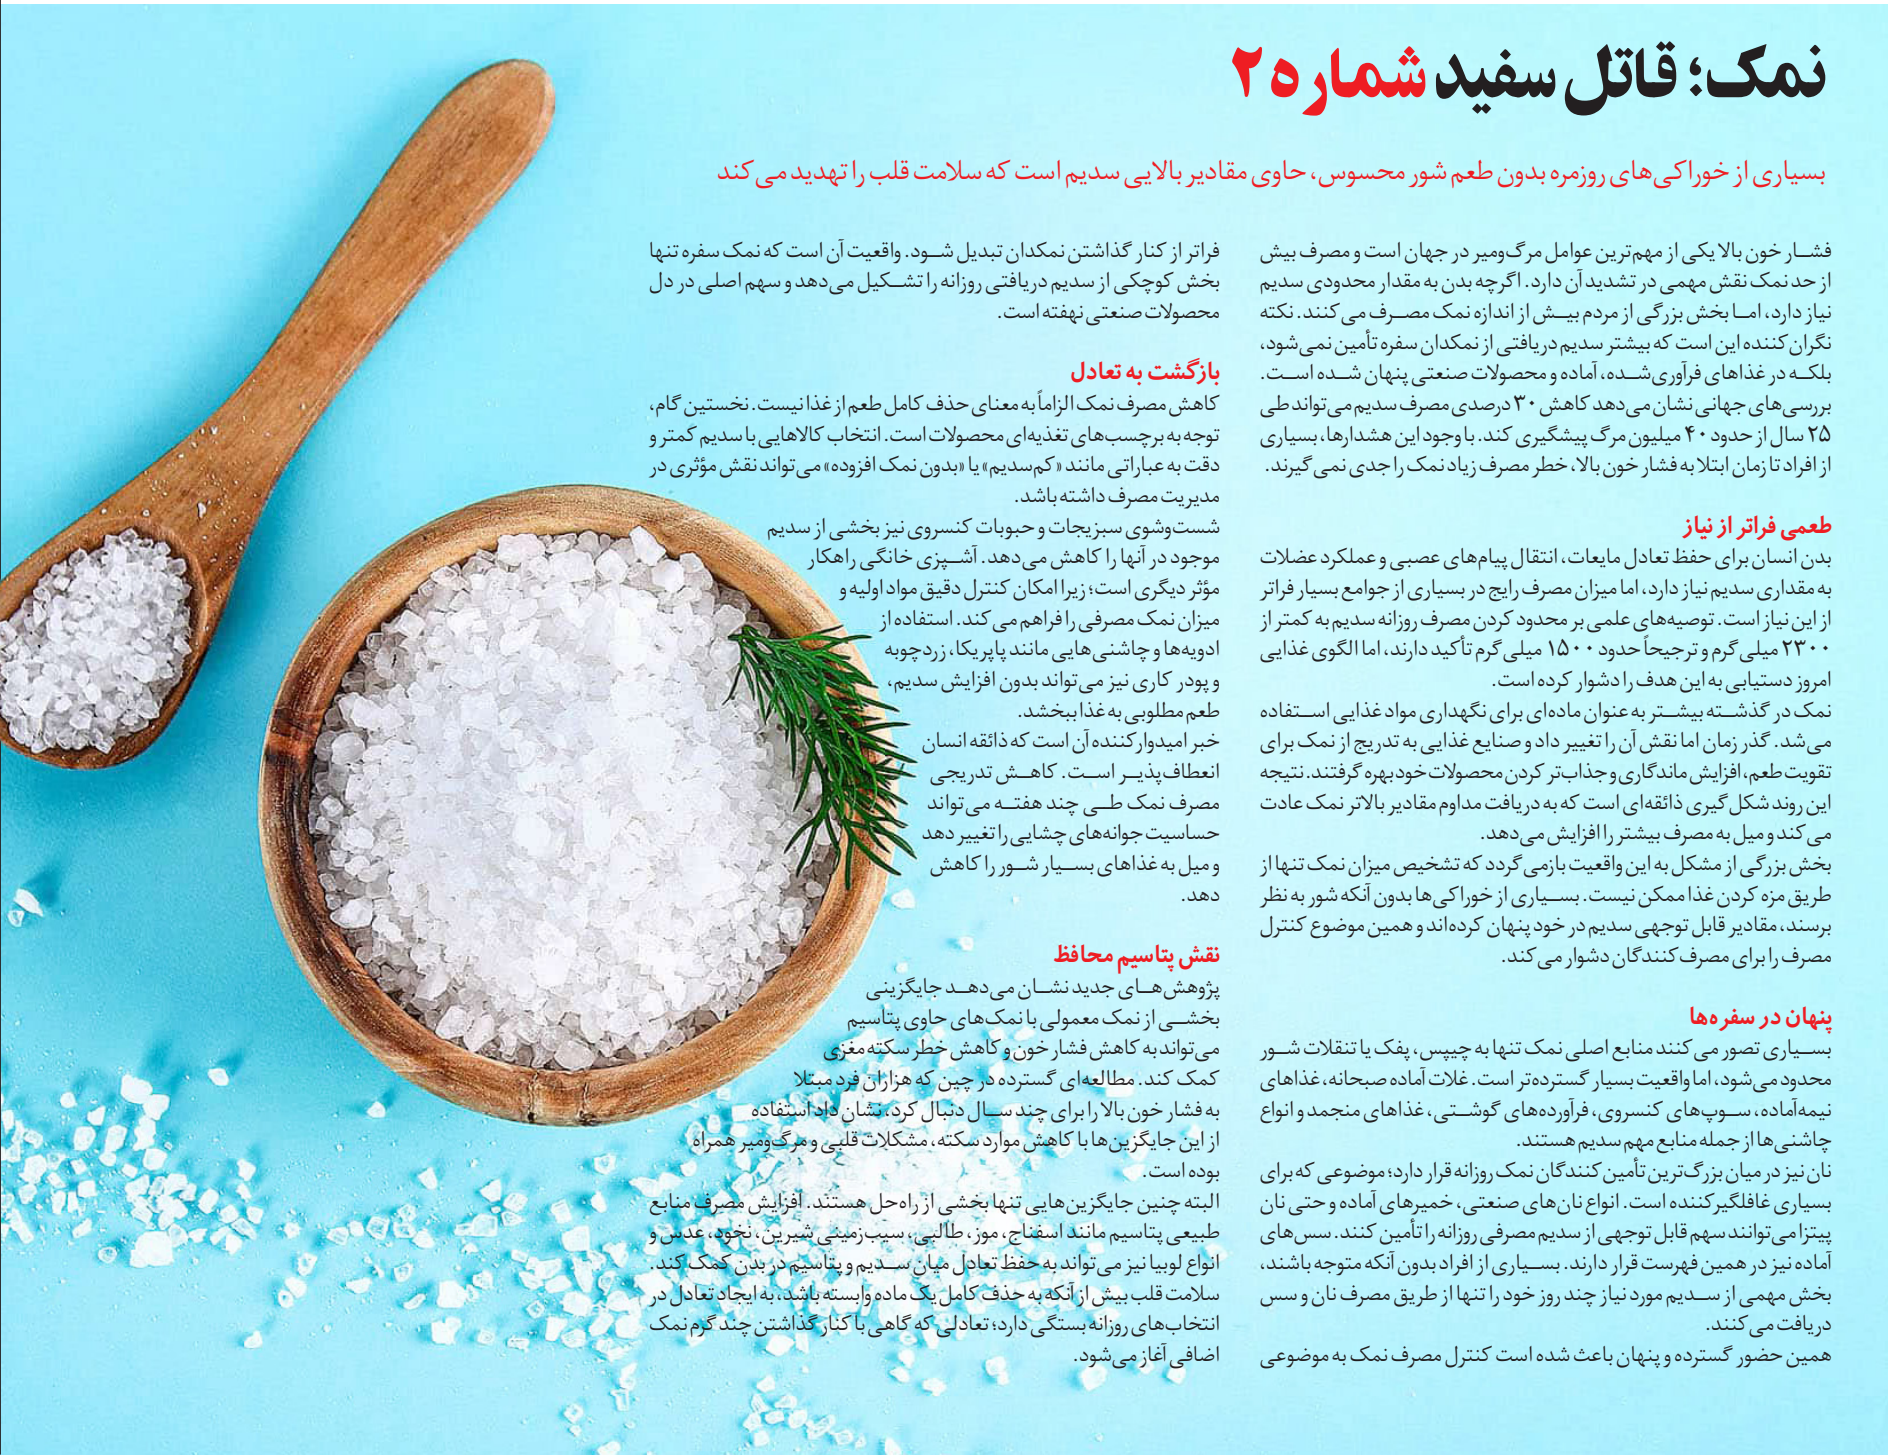 نمک؛ قاتل سفید شماره ۲
بسیاری از خوراکی‌های روزمره بدون طعم شور محسوس، حاوی مقادیر بالایی سدیم است که سلامت قلب را تهدید می‌کند
فشار خون بالا یکی از مهم‌ترین عوامل مرگ‌ومیر در جهان است و مصرف بیش
از حد نمک نقش مهمی در تشدید آن دارد. اگرچه بدن به مقدار محدودی سدیم
نیاز دارد، اما بخش بزرگی از مردم بیش از اندازه نمک مصرف می‌کنند. نکته
نگران‌کننده این است که بیشتر سدیم دریافتی از نمکدان سفره تأمین نمی‌شود،
بلکه در غذاهای فرآوری‌شده، آماده و محصولات صنعتی پنهان شده است.
بررسی‌های جهانی نشان می‌دهد کاهش ۳۰ درصدی مصرف سدیم می‌تواند طی
۲۵ سال از حدود ۴۰ میلیون مرگ پیشگیری کند. با وجود این هشدارها، بسیاری
از افراد تا زمان ابتلا به فشار خون بالا، خطر مصرف زیاد نمک را جدی نمی‌گیرند.
طعمی فراتر از نیاز
بدن انسان برای حفظ تعادل مایعات، انتقال پیام‌های عصبی و عملکرد عضلات
به مقداری سدیم نیاز دارد، اما میزان مصرف رایج در بسیاری از جوامع بسیار فراتر
از این نیاز است. توصیه‌های علمی بر محدود کردن مصرف روزانه سدیم به کمتر از
۲۳۰۰ میلی‌گرم و ترجیحاً حدود ۱۵۰۰ میلی‌گرم تأکید دارند، اما الگوی غذایی
امروز دستیابی به این هدف را دشوار کرده است.
نمک در گذشته بیشتر به عنوان ماده‌ای برای نگهداری مواد غذایی استفاده
می‌شد. گذر زمان اما نقش آن را تغییر داد و صنایع غذایی به تدریج از نمک برای
تقویت طعم، افزایش ماندگاری و جذاب‌تر کردن محصولات خود بهره گرفتند. نتیجه
این روند شکل‌گیری ذائقه‌ای است که به دریافت مداوم مقادیر بالاتر نمک عادت
می‌کند و میل به مصرف بیشتر را افزایش می‌دهد.
بخش بزرگی از مشکل به این واقعیت بازمی‌گردد که تشخیص میزان نمک تنها از
طریق مزه کردن غذا ممکن نیست. بسیاری از خوراکی‌ها بدون آنکه شور به نظر
برسند، مقادیر قابل توجهی سدیم در خود پنهان کرده‌اند و همین موضوع کنترل
مصرف را برای مصرف‌کنندگان دشوار می‌کند.
پنهان در سفره‌ها
بسیاری تصور می‌کنند منابع اصلی نمک تنها به چیپس، پفک یا تنقلات شور
محدود می‌شود، اما واقعیت بسیار گسترده‌تر است. غلات آماده صبحانه، غذاهای
نیمه‌آماده، سوپ‌های کنسروی، فرآورده‌های گوشتی، غذاهای منجمد و انواع
چاشنی‌ها از جمله منابع مهم سدیم هستند.
نان نیز در میان بزرگ‌ترین تأمین‌کنندگان نمک روزانه قرار دارد؛ موضوعی که برای
بسیاری غافلگیرکننده است. انواع نان‌های صنعتی، خمیرهای آماده و حتی نان
پیتزا می‌توانند سهم قابل توجهی از سدیم مصرفی روزانه را تأمین کنند. سس‌های
آماده نیز در همین فهرست قرار دارند. بسیاری از افراد بدون آنکه متوجه باشند،
بخش مهمی از سدیم مورد نیاز چند روز خود را تنها از طریق مصرف نان و سس
دریافت می‌کنند.
همین حضور گسترده و پنهان باعث شده است کنترل مصرف نمک به موضوعی
فراتر از کنار گذاشتن نمکدان تبدیل شود. واقعیت آن است که نمک سفره تنها
بخش کوچکی از سدیم دریافتی روزانه را تشکیل می‌دهد و سهم اصلی در دل
محصولات صنعتی نهفته است.
بازگشت به تعادل
کاهش مصرف نمک الزاماً به معنای حذف کامل طعم از غذا نیست. نخستین گام،
توجه به برچسب‌های تغذیه‌ای محصولات است. انتخاب کالاهایی با سدیم کمتر و
دقت به عباراتی مانند «کم‌سدیم» یا «بدون نمک افزوده» می‌تواند نقش مؤثری در
مدیریت مصرف داشته باشد.
شست‌وشوی سبزیجات و حبوبات کنسروی نیز بخشی از سدیم
موجود در آنها را کاهش می‌دهد. آشپزی خانگی راهکار
مؤثر دیگری است؛ زیرا امکان کنترل دقیق مواد اولیه و
میزان نمک مصرفی را فراهم می‌کند. استفاده از
ادویه‌ها و چاشنی‌هایی مانند پاپریکا، زردچوبه
و پودر کاری نیز می‌تواند بدون افزایش سدیم،
طعم مطلوبی به غذا ببخشد.
خبر امیدوارکننده آن است که ذائقه انسان
انعطاف‌پذیر است. کاهش تدریجی
مصرف نمک طی چند هفته می‌تواند
حساسیت جوانه‌های چشایی را تغییر دهد
و میل به غذاهای بسیار شور را کاهش
دهد.
نقش پتاسیم محافظ
پژوهش‌های جدید نشان می‌دهد جایگزینی
بخشی از نمک معمولی با نمک‌های حاوی پتاسیم
می‌تواند به کاهش فشار خون و کاهش خطر سکته مغزی
کمک کند. مطالعه‌ای گسترده در چین که هزاران فرد مبتلا
به فشار خون بالا را برای چند سال دنبال کرد، نشان داد استفاده
از این جایگزین‌ها با کاهش موارد سکته، مشکلات قلبی و مرگ‌ومیر همراه
بوده است.
البته چنین جایگزین‌هایی تنها بخشی از راه‌حل هستند. افزایش مصرف منابع
طبیعی پتاسیم مانند اسفناج، موز، طالبی، سیب‌زمینی شیرین، نخود، عدس و
انواع لوبیا نیز می‌تواند به حفظ تعادل میان سدیم و پتاسیم در بدن کمک کند.
سلامت قلب بیش از آنکه به حذف کامل یک ماده وابسته باشد، به ایجاد تعادل در
انتخاب‌های روزانه بستگی دارد؛ تعادلی که گاهی با کنار گذاشتن چند گرم نمک
اضافی آغاز می‌شود.